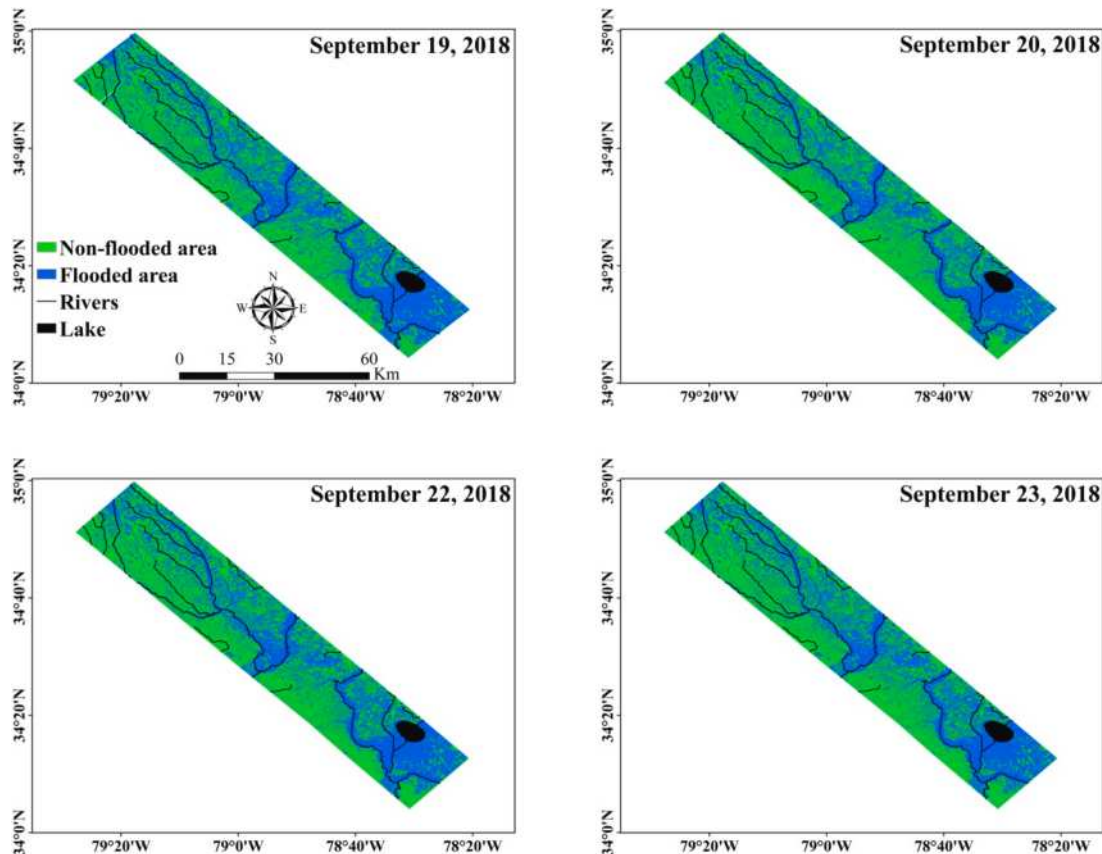 September 19, 2018
35°0'N
34°40'N
34°20'N
34°0'N
Non-flooded area
Flooded area
Rivers
Lake
N
W E
S
0 15 30 60
Km
79°20'W 79°0'W 78°40'W 78°20'W
September 20, 2018
35°0'N
34°40'N
34°20'N
34°0'N
79°20'W 79°0'W 78°40'W 78°20'W
September 22, 2018
35°0'N
34°40'N
34°20'N
34°0'N
79°20'W 79°0'W 78°40'W 78°20'W
September 23, 2018
35°0'N
34°40'N
34°20'N
34°0'N
79°20'W 79°0'W 78°40'W 78°20'W